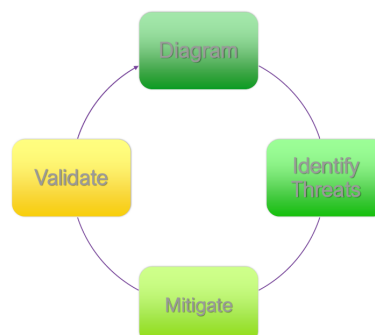 Diagram
Identify
Threats
Mitigate
Validate